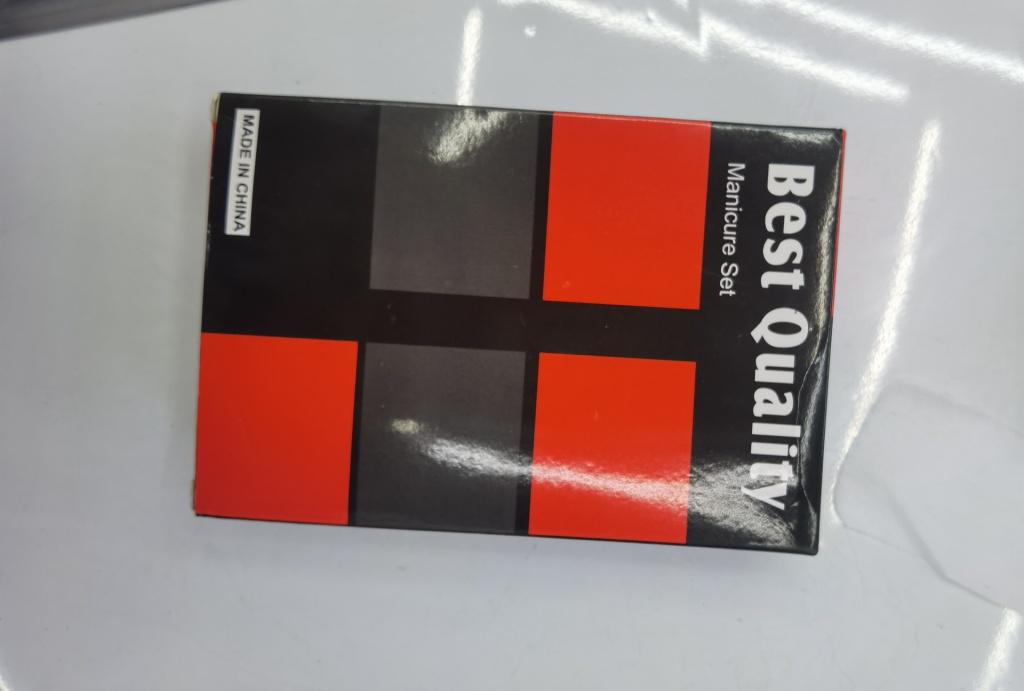 Best Quality
Manicure Set
MADE IN CHINA